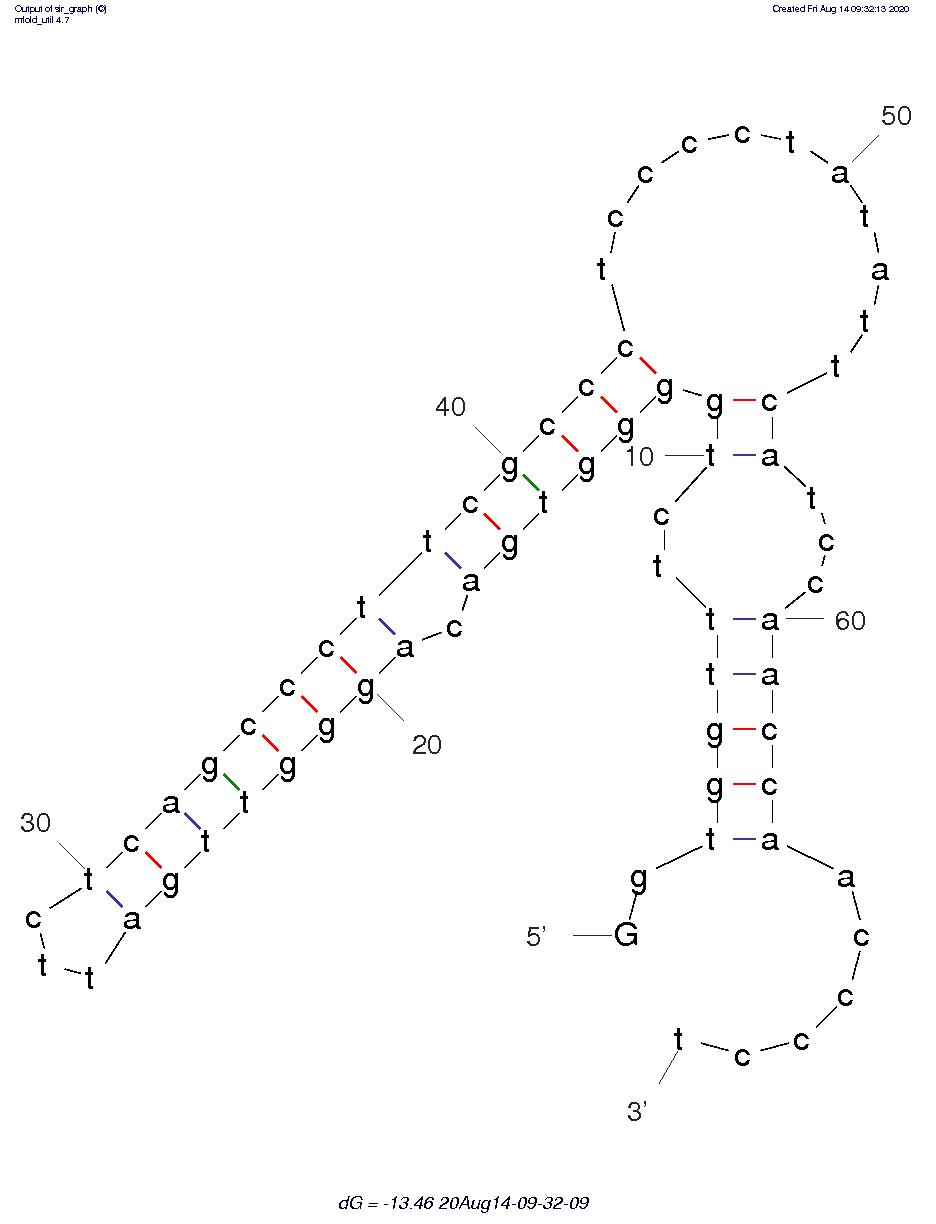 Output of sir_graph (©)
mfold_util 4.7
Created Fri Aug 14 09:32:13 2020
50
c c c t a
c t
c a
t t
c t
c g g c
40
c g 10 t a
g g c t
c t t c
t g c
a t a 60
t c
c a t a
c g
c g g c
20
g g g c
a t
30
c t t a
t g g a
c a G c
5'
t t c
t c c
3'
dG = -13.46 20Aug14-09-32-09